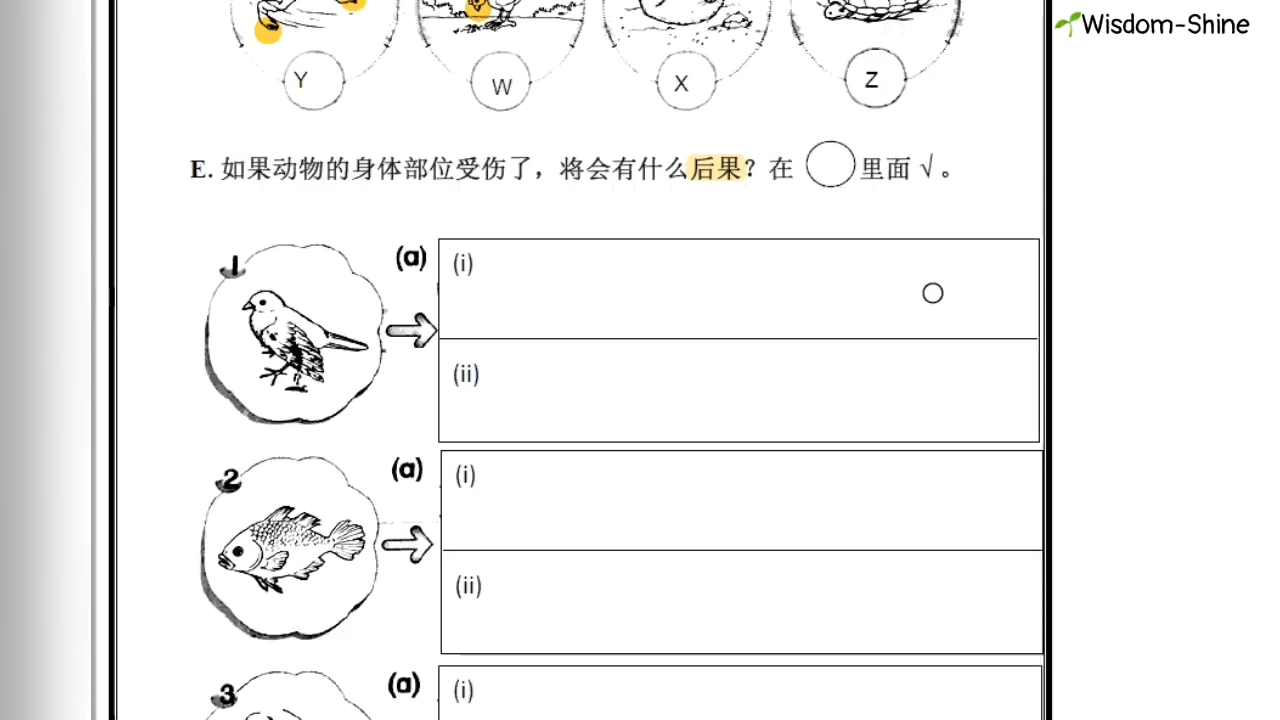 Wisdom-Shine
Y W X Z
E. 如果动物的身体部位受伤了，将会有什么后果？在 里面 √ 。
1 (a) (i)
(ii)
2 (a) (i)
(ii)
3 (a) (i)